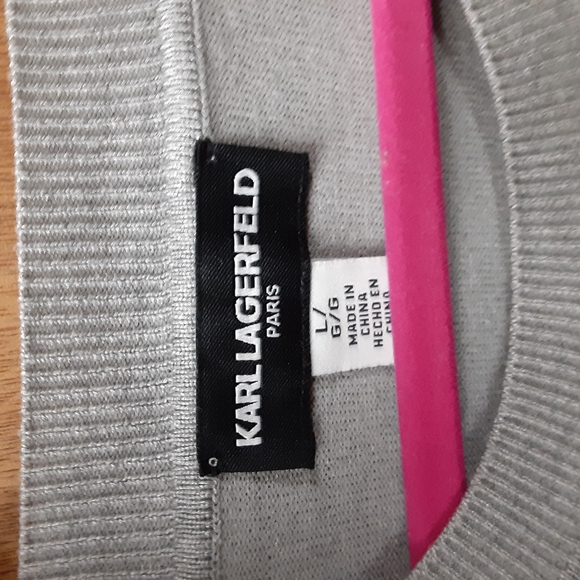 KARL LAGERFELD
PARIS
L/
G/G
MADE IN
CHINA
HECHO EN
CHINA